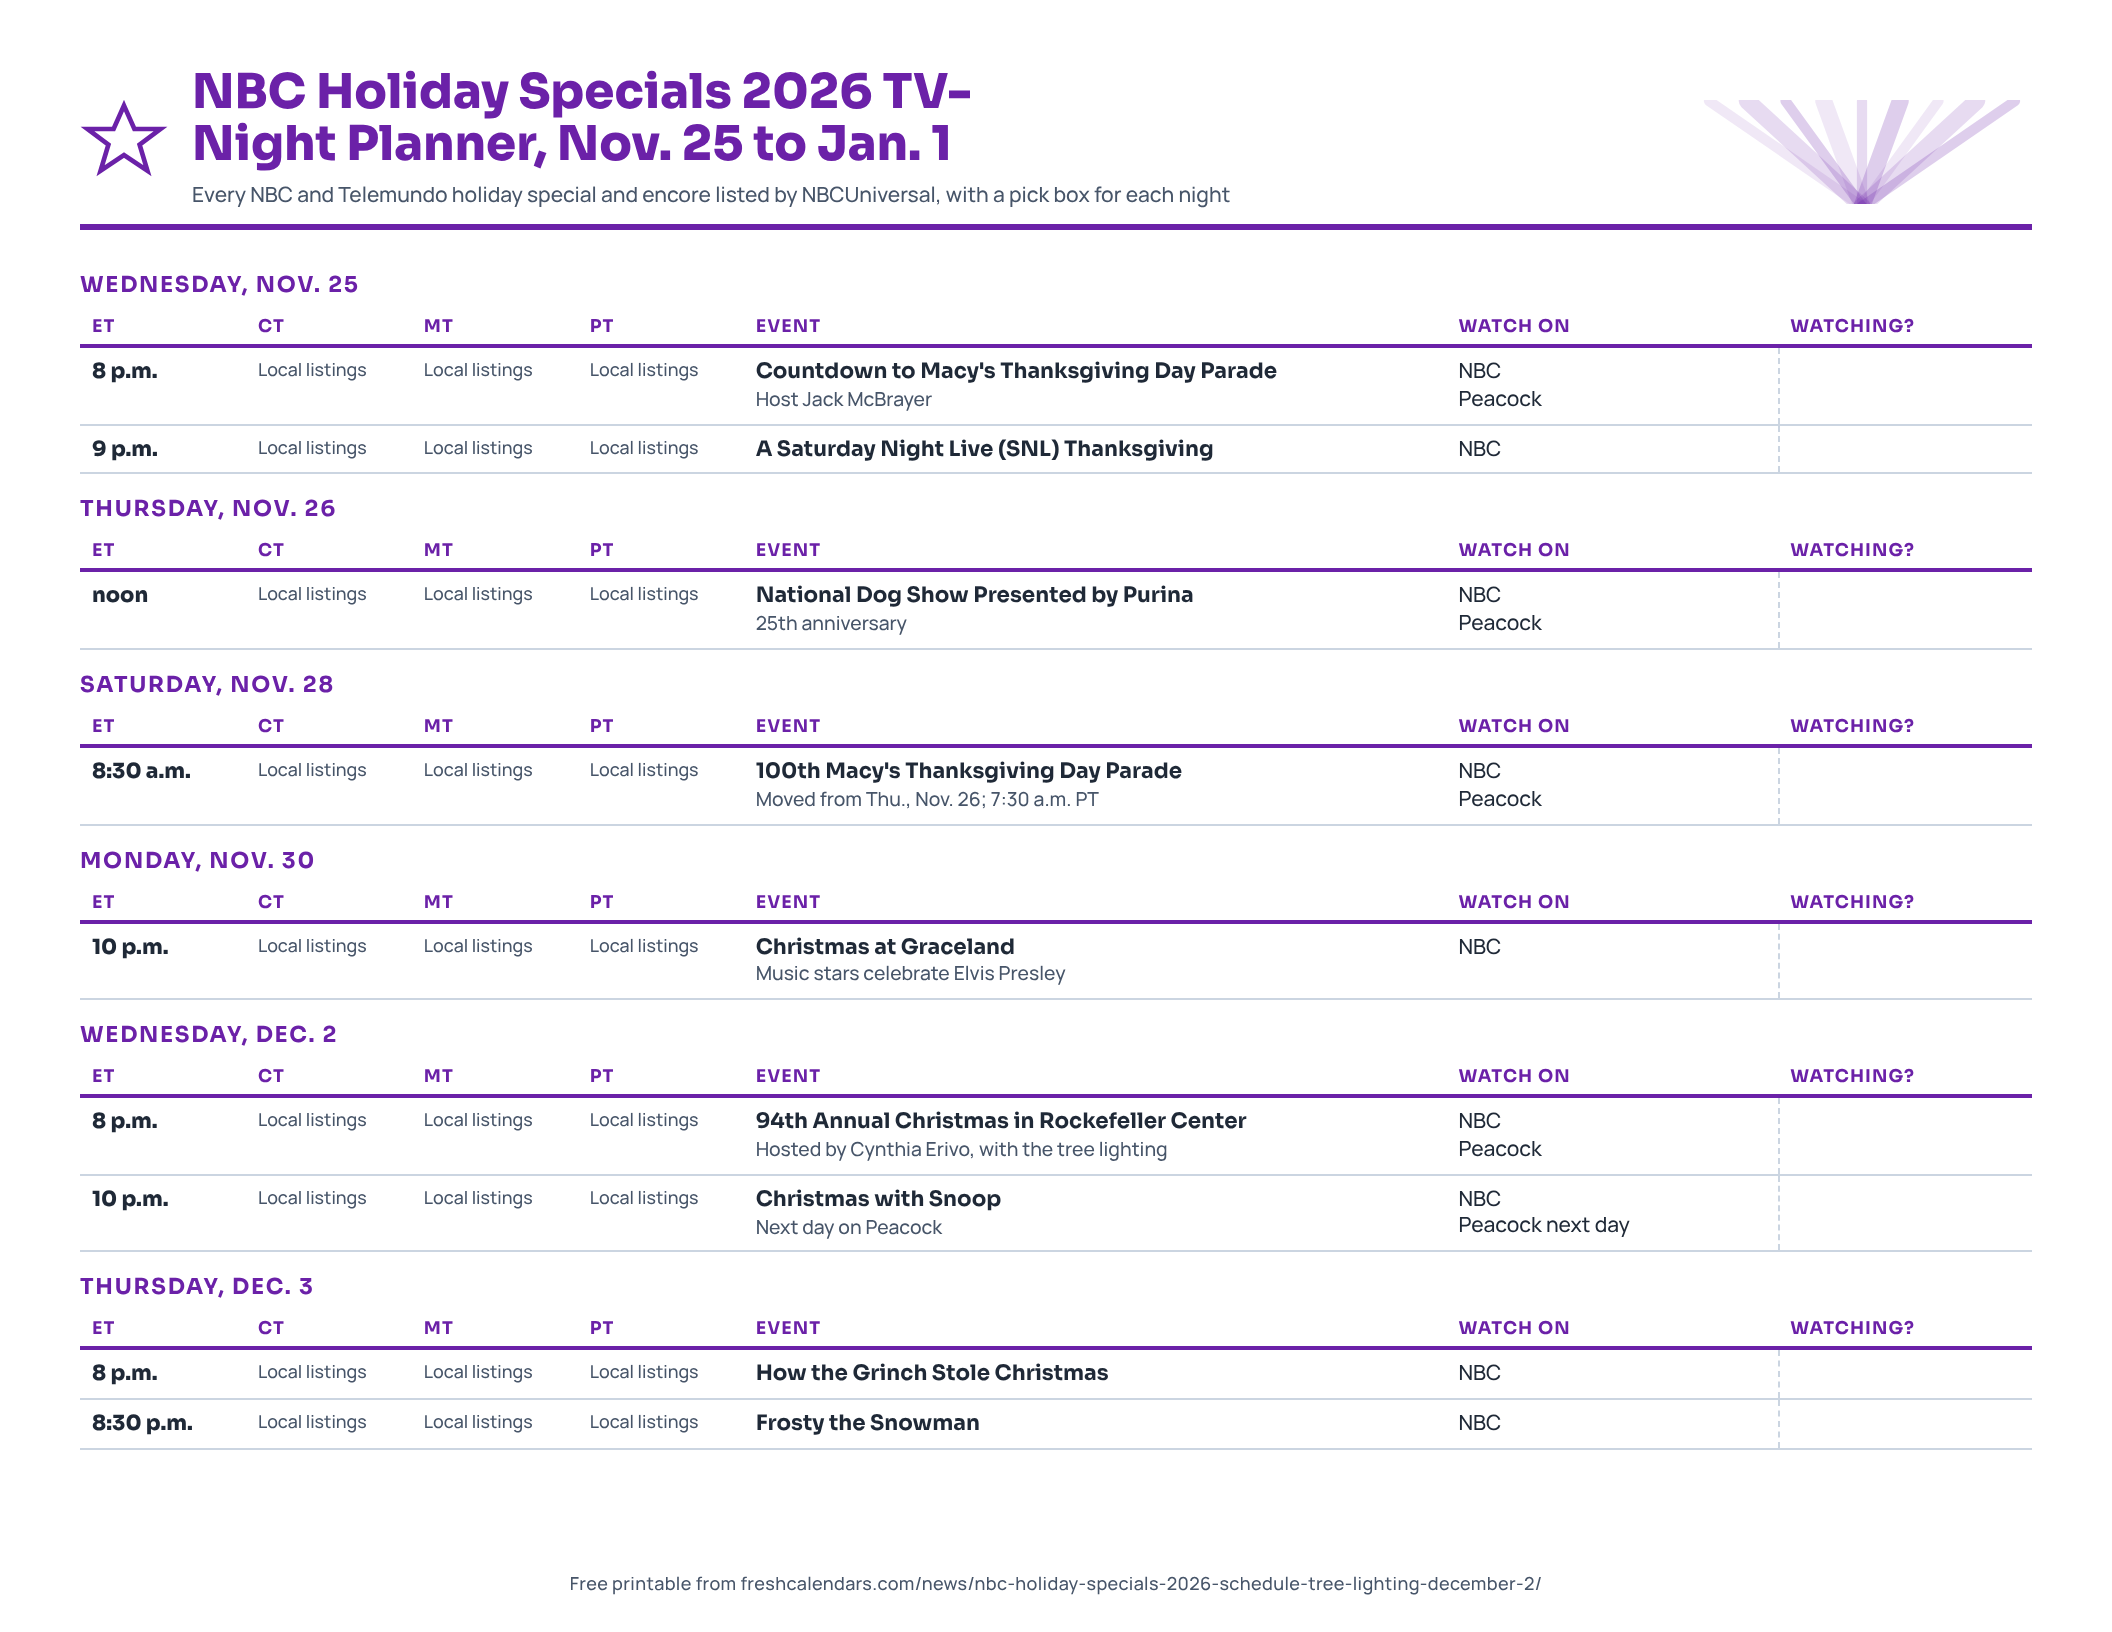 NBC Holiday Specials 2026 TV-
Night Planner, Nov. 25 to Jan. 1
Every NBC and Telemundo holiday special and encore listed by NBCUniversal, with a pick box for each night
WEDNESDAY, NOV. 25
ET CT MT PT EVENT WATCH ON WATCHING?
8 p.m. Local listings Local listings Local listings Countdown to Macy's Thanksgiving Day Parade NBC
Host Jack McBrayer Peacock
9 p.m. Local listings Local listings Local listings A Saturday Night Live (SNL) Thanksgiving NBC
THURSDAY, NOV. 26
ET CT MT PT EVENT WATCH ON WATCHING?
noon Local listings Local listings Local listings National Dog Show Presented by Purina NBC
25th anniversary Peacock
SATURDAY, NOV. 28
ET CT MT PT EVENT WATCH ON WATCHING?
8:30 a.m. Local listings Local listings Local listings 100th Macy's Thanksgiving Day Parade NBC
Moved from Thu., Nov. 26; 7:30 a.m. PT Peacock
MONDAY, NOV. 30
ET CT MT PT EVENT WATCH ON WATCHING?
10 p.m. Local listings Local listings Local listings Christmas at Graceland NBC
Music stars celebrate Elvis Presley
WEDNESDAY, DEC. 2
ET CT MT PT EVENT WATCH ON WATCHING?
8 p.m. Local listings Local listings Local listings 94th Annual Christmas in Rockefeller Center NBC
Hosted by Cynthia Erivo, with the tree lighting Peacock
10 p.m. Local listings Local listings Local listings Christmas with Snoop NBC
Next day on Peacock Peacock next day
THURSDAY, DEC. 3
ET CT MT PT EVENT WATCH ON WATCHING?
8 p.m. Local listings Local listings Local listings How the Grinch Stole Christmas NBC
8:30 p.m. Local listings Local listings Local listings Frosty the Snowman NBC
Free printable from freshcalendars.com/news/nbc-holiday-specials-2026-schedule-tree-lighting-december-2/